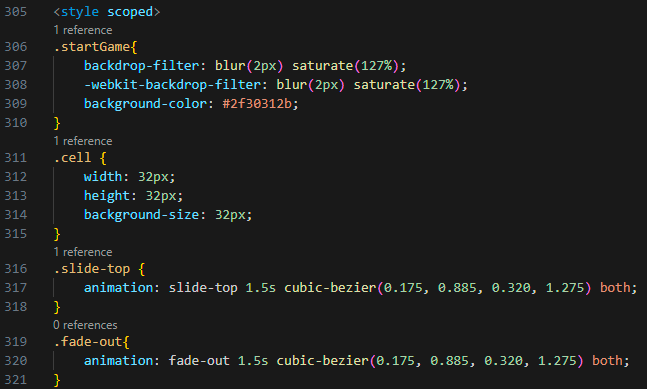 305 <style scoped>
1 reference
306 .startGame{
307 backdrop-filter: blur(2px) saturate(127%);
308 -webkit-backdrop-filter: blur(2px) saturate(127%);
309 background-color: #2f30312b;
310 }
1 reference
311 .cell {
312 width: 32px;
313 height: 32px;
314 background-size: 32px;
315 }
1 reference
316 .slide-top {
317 animation: slide-top 1.5s cubic-bezier(0.175, 0.885, 0.320, 1.275) both;
318 }
0 references
319 .fade-out{
320 animation: fade-out 1.5s cubic-bezier(0.175, 0.885, 0.320, 1.275) both;
321 }